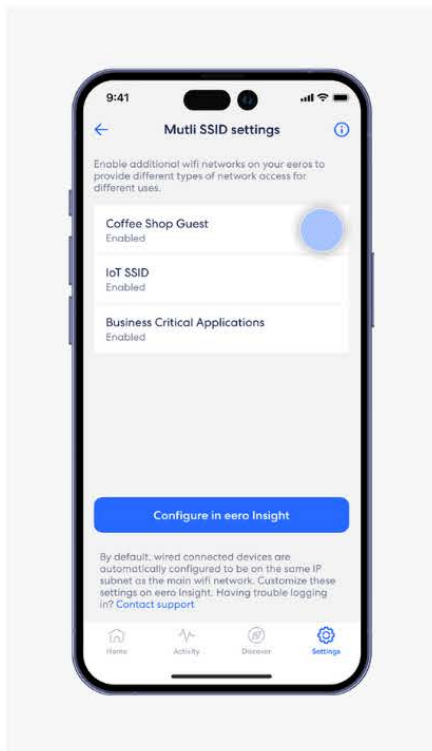 9:41
Mutli SSID settings
Enable additional wifi networks on your eeros to
provide different types of network access for
different uses.
Coffee Shop Guest
Enabled
IoT SSID
Enabled
Business Critical Applications
Enabled
Configure in eero Insight
By default, wired connected devices are
automatically configured to be on the same IP
subnet as the main wifi network. Customize these
settings on eero Insight. Having trouble logging
in? Contact support
Home Activity Discover Settings